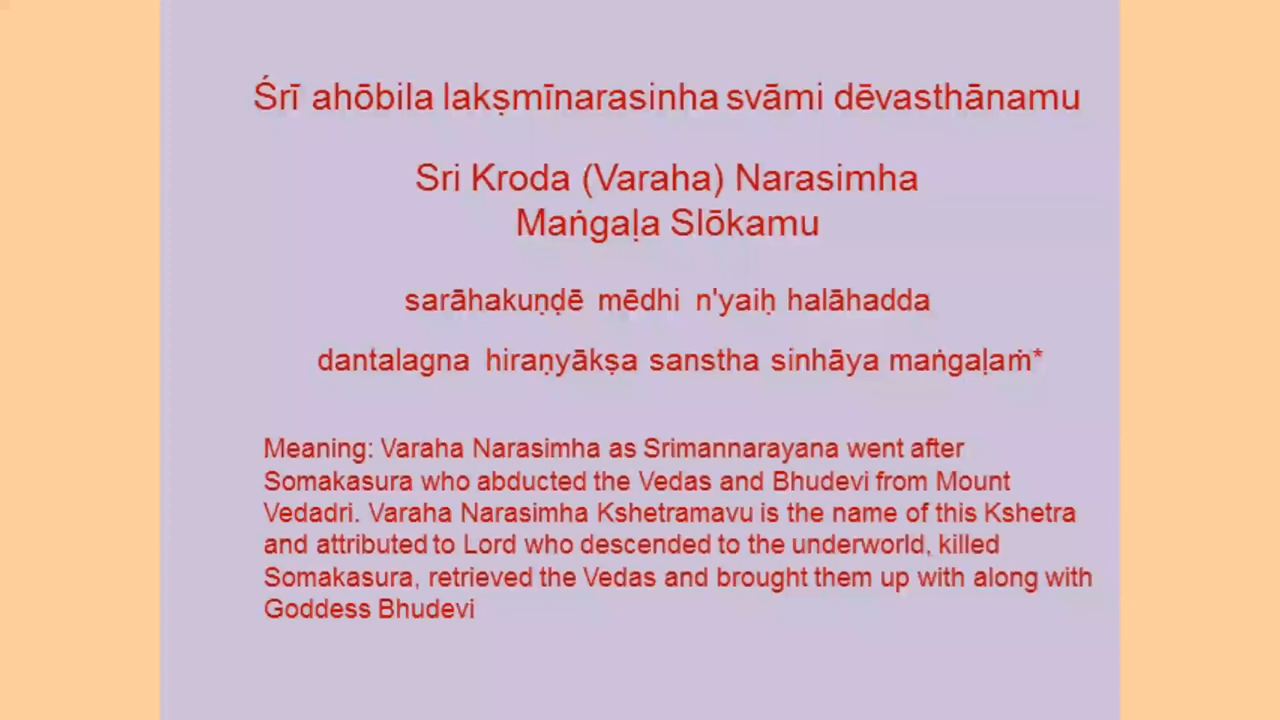 Śrī ahōbila lakṣmīnarasinha svāmi dēvasthānamu
Sri Kroda (Varaha) Narasimha
Maṅgaḷa Slōkamu
sarāhakuṇḍē mēdhi n'yaiḥ halāhadda
dantalagna hiraṇyākṣa sanstha sinhāya maṅgaḷaṁ*
Meaning: Varaha Narasimha as Srimannarayana went after
Somakasura who abducted the Vedas and Bhudevi from Mount
Vedadri. Varaha Narasimha Kshetramavu is the name of this Kshetra
and attributed to Lord who descended to the underworld, killed
Somakasura, retrieved the Vedas and brought them up with along with
Goddess Bhudevi